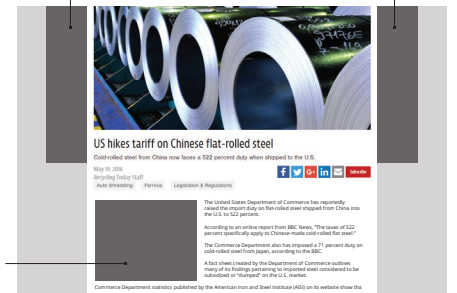 US hikes tariff on Chinese flat-rolled steel
Cold-rolled steel from China now faces a 522 percent duty when shipped to the U.S.
May 19, 2016
Recycling Today Staff
Subscribe
Auto Shredding Ferrous Legislation & Regulations
The United States Department of Commerce has reportedly
raised the import duty on flat-rolled steel shipped from China into
the U.S. to 522 percent.
According to an online report from BBC News, “The taxes of 522
percent specifically apply to Chinese-made cold-rolled flat steel.”
The Commerce Department also has imposed a 71 percent duty on
cold-rolled steel from Japan, according to the BBC.
A fact sheet created by the Department of Commerce outlines
many of its findings pertaining to imported steel considered to be
subsidized or “dumped” on the U.S. market.
Commerce Department statistics published by the American Iron and Steel Institute (AISI) on its website show tha